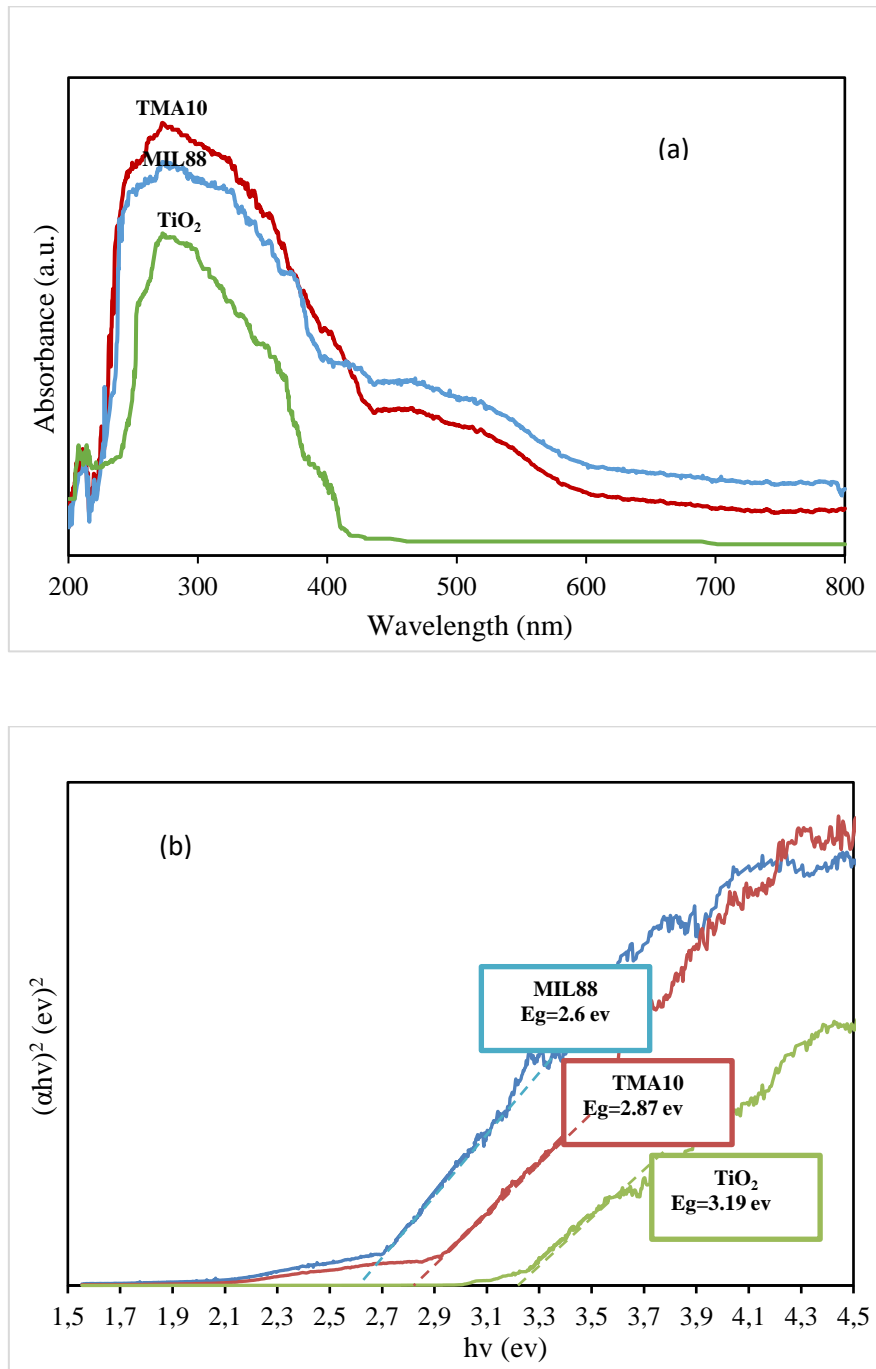 TMA10
(a)
MIL88
TiO₂
Absorbance (a.u.)
200 300 400 500 600 700 800
Wavelength (nm)
(b)
MIL88
Eg=2.6 ev
TMA10
Eg=2.87 ev
TiO₂
Eg=3.19 ev
(αhv)² (ev)²
1,5 1,7 1,9 2,1 2,3 2,5 2,7 2,9 3,1 3,3 3,5 3,7 3,9 4,1 4,3 4,5
hv (ev)